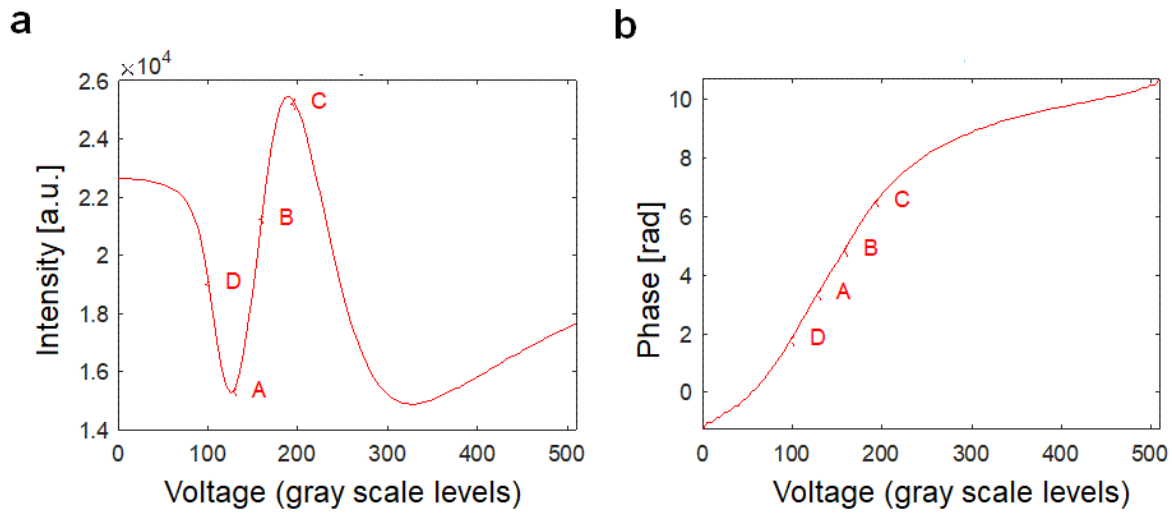 a
×10⁴
2.6
2.4
2.2
2
1.8
1.6
1.4
C
B
D
A
0
100
200
300
400
500
Intensity [a.u.]
Voltage (gray scale levels)
b
10
8
6
4
2
0
C
B
A
D
0
100
200
300
400
500
Phase [rad]
Voltage (gray scale levels)